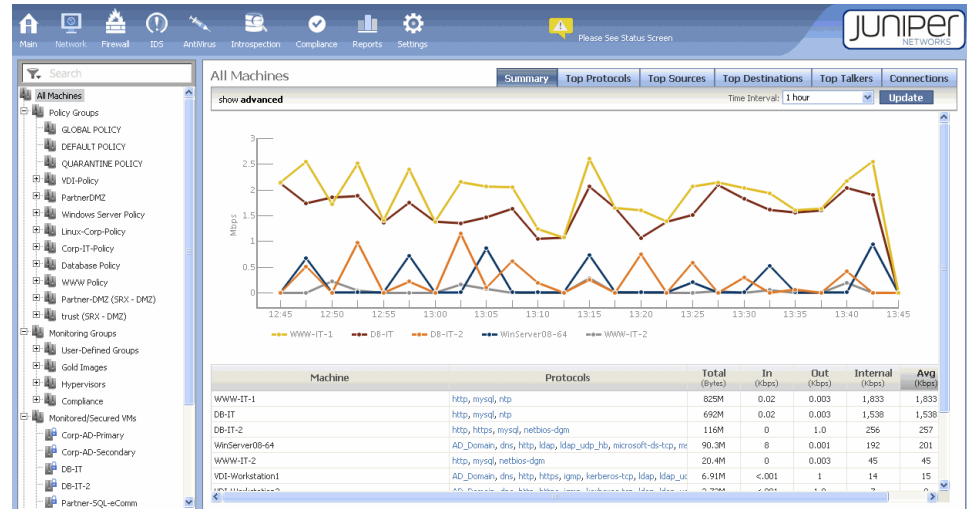 Main Network Firewall IDS AntiVirus Introspection Compliance Reports Settings
Please See Status Screen
JUNIPER
NETWORKS
Search
All Machines
Policy Groups
GLOBAL POLICY
DEFAULT POLICY
QUARANTINE POLICY
VDI-Policy
PartnerDMZ
Windows Server Policy
Linux-Corp-Policy
Corp-IT-Policy
Database Policy
WWW Policy
Partner-DMZ (SRX - DMZ)
trust (SRX - DMZ)
Monitoring Groups
User-Defined Groups
Gold Images
Hypervisors
Compliance
Monitored/Secured VMs
Corp-AD-Primary
Corp-AD-Secondary
DB-IT
DB-IT-2
Partner-SQL-eComm
All Machines
Summary Top Protocols Top Sources Top Destinations Top Talkers Connections
show advanced
Time Interval: 1 hour Update
Mbps
3
2.5
2
1.5
1
0.5
0
12:45 12:50 12:55 13:00 13:05 13:10 13:15 13:20 13:25 13:30 13:35 13:40 13:45
WWW-IT-1 DB-IT DB-IT-2 WinServer08-64 WWW-IT-2
Machine Protocols Total (Bytes) In (Kbps) Out (Kbps) Internal (Kbps) Avg (Kbps)
WWW-IT-1 http, mysql, ntp 825M 0.02 0.003 1,833 1,833
DB-IT http, mysql, ntp 692M 0.02 0.003 1,538 1,538
DB-IT-2 http, https, mysql, netbios-dgm 116M 0 1.0 256 257
WinServer08-64 AD_Domain, dns, http, ldap, ldap_udp_hb, microsoft-ds-tcp, ms 90.3M 8 0.001 192 201
WWW-IT-2 http, mysql, netbios-dgm 20.4M 0 0.003 45 45
VDI-Workstation1 AD_Domain, dns, http, https, igmp, kerberos-tcp, ldap, ldap_uc 6.91M <.001 1 14 15